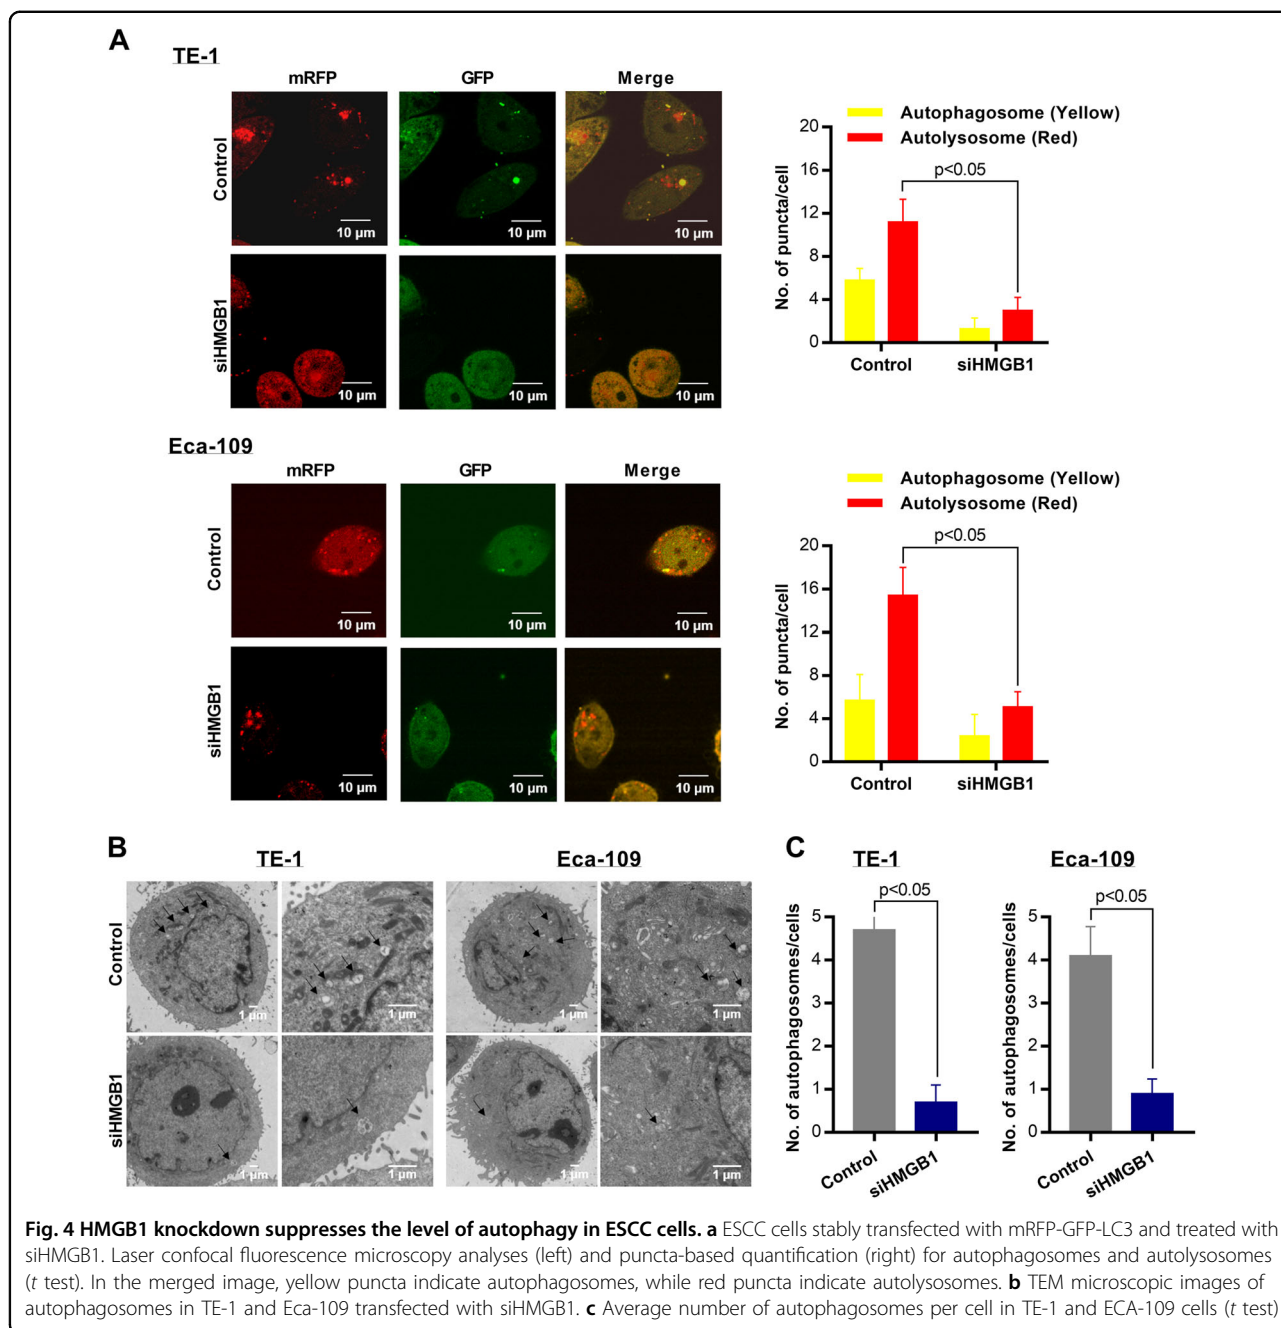 A
TE-1
mRFP GFP Merge
Control
10 µm 10 µm 10 µm
siHMGB1
10 µm 10 µm 10 µm
Autophagosome (Yellow)
Autolysosome (Red)
No. of puncta/cell
20
16
12
8
4
0
p<0.05
Control siHMGB1
Eca-109
mRFP GFP Merge
Control
10 µm 10 µm 10 µm
siHMGB1
10 µm 10 µm 10 µm
Autophagosome (Yellow)
Autolysosome (Red)
No. of puncta/cell
20
16
12
8
4
0
p<0.05
Control siHMGB1
B
TE-1 Eca-109
Control
1 µm 1 µm 1 µm 1 µm
siHMGB1
1 µm 1 µm 1 µm 1 µm
C
TE-1
p<0.05
No. of autophagosomes/cells
5
4
3
2
1
0
Control siHMGB1
Eca-109
p<0.05
No. of autophagosomes/cells
5
4
3
2
1
0
Control siHMGB1
Fig. 4 HMGB1 knockdown suppresses the level of autophagy in ESCC cells. a ESCC cells stably transfected with mRFP-GFP-LC3 and treated with
siHMGB1. Laser confocal fluorescence microscopy analyses (left) and puncta-based quantification (right) for autophagosomes and autolysosomes
(t test). In the merged image, yellow puncta indicate autophagosomes, while red puncta indicate autolysosomes. b TEM microscopic images of
autophagosomes in TE-1 and Eca-109 transfected with siHMGB1. c Average number of autophagosomes per cell in TE-1 and ECA-109 cells (t test)